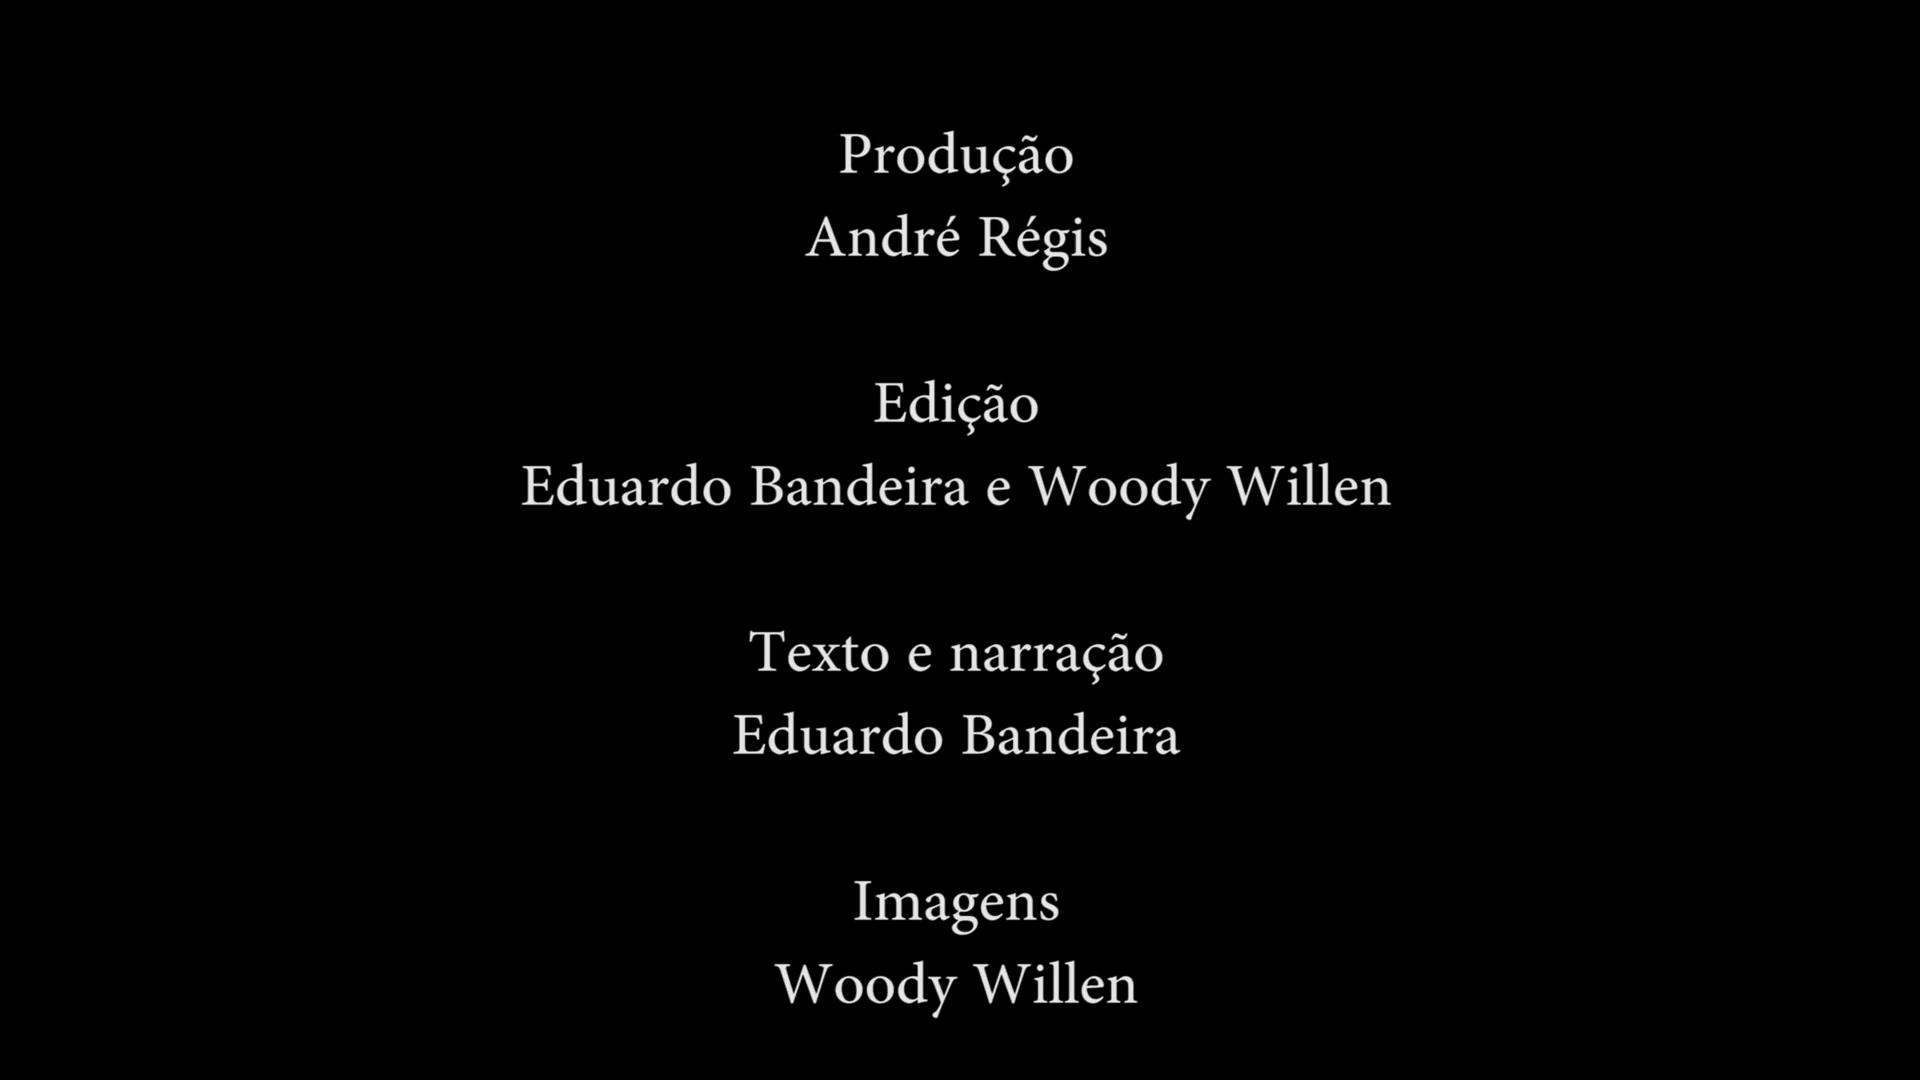 Produção
André Régis
Edição
Eduardo Bandeira e Woody Willen
Texto e narração
Eduardo Bandeira
Imagens
Woody Willen